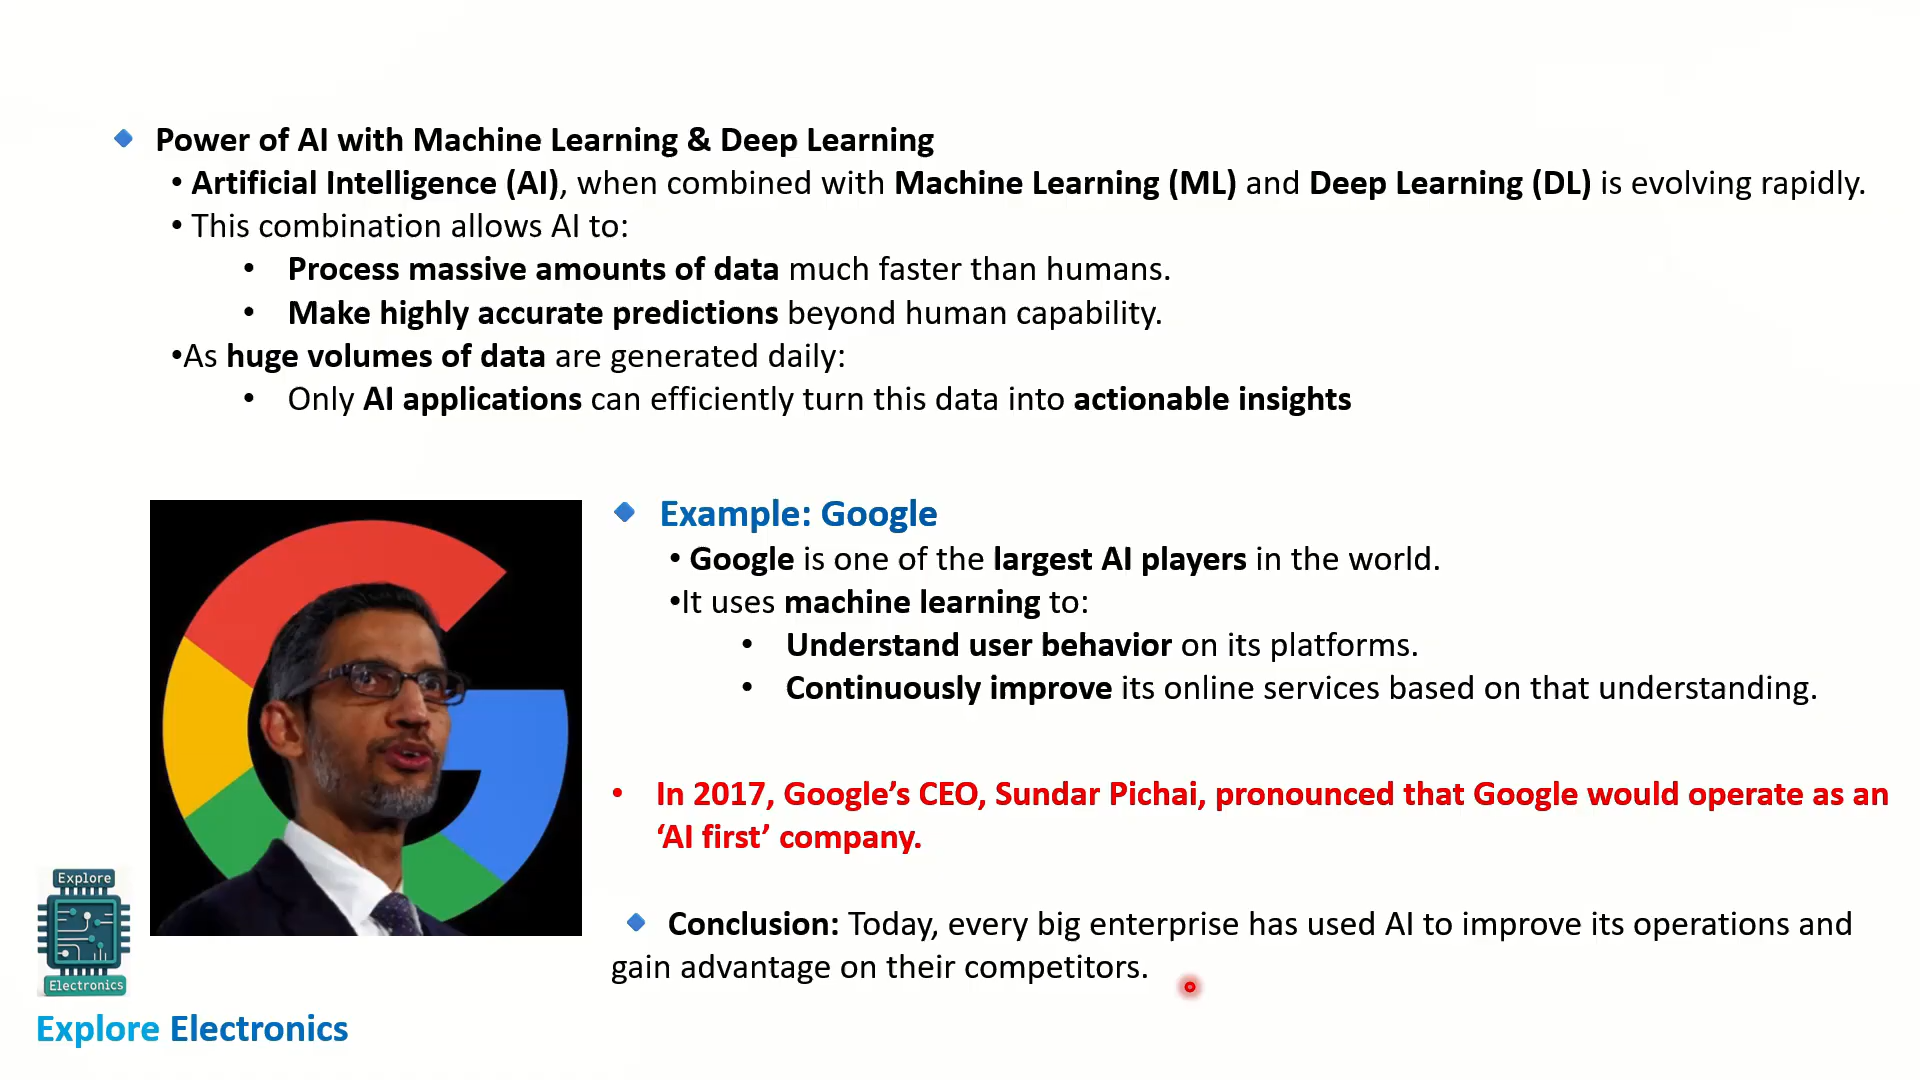 Power of AI with Machine Learning & Deep Learning
• Artificial Intelligence (AI), when combined with Machine Learning (ML) and Deep Learning (DL) is evolving rapidly.
• This combination allows AI to:
• Process massive amounts of data much faster than humans.
• Make highly accurate predictions beyond human capability.
•As huge volumes of data are generated daily:
• Only AI applications can efficiently turn this data into actionable insights
Example: Google
• Google is one of the largest AI players in the world.
•It uses machine learning to:
• Understand user behavior on its platforms.
• Continuously improve its online services based on that understanding.
• In 2017, Google’s CEO, Sundar Pichai, pronounced that Google would operate as an
‘AI first’ company.
Conclusion: Today, every big enterprise has used AI to improve its operations and
gain advantage on their competitors.
Explore
Electronics
Explore Electronics